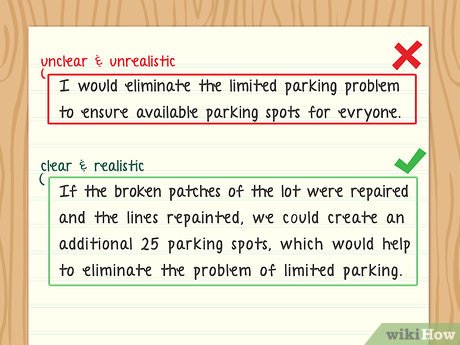 unclear & unrealistic
I would eliminate the limited parking problem
to ensure available parking spots for evryone.
clear & realistic
If the broken patches of the lot were repaired
and the lines repainted, we could create an
additional 25 parking spots, which would help
to eliminate the problem of limited parking.
wikiHow